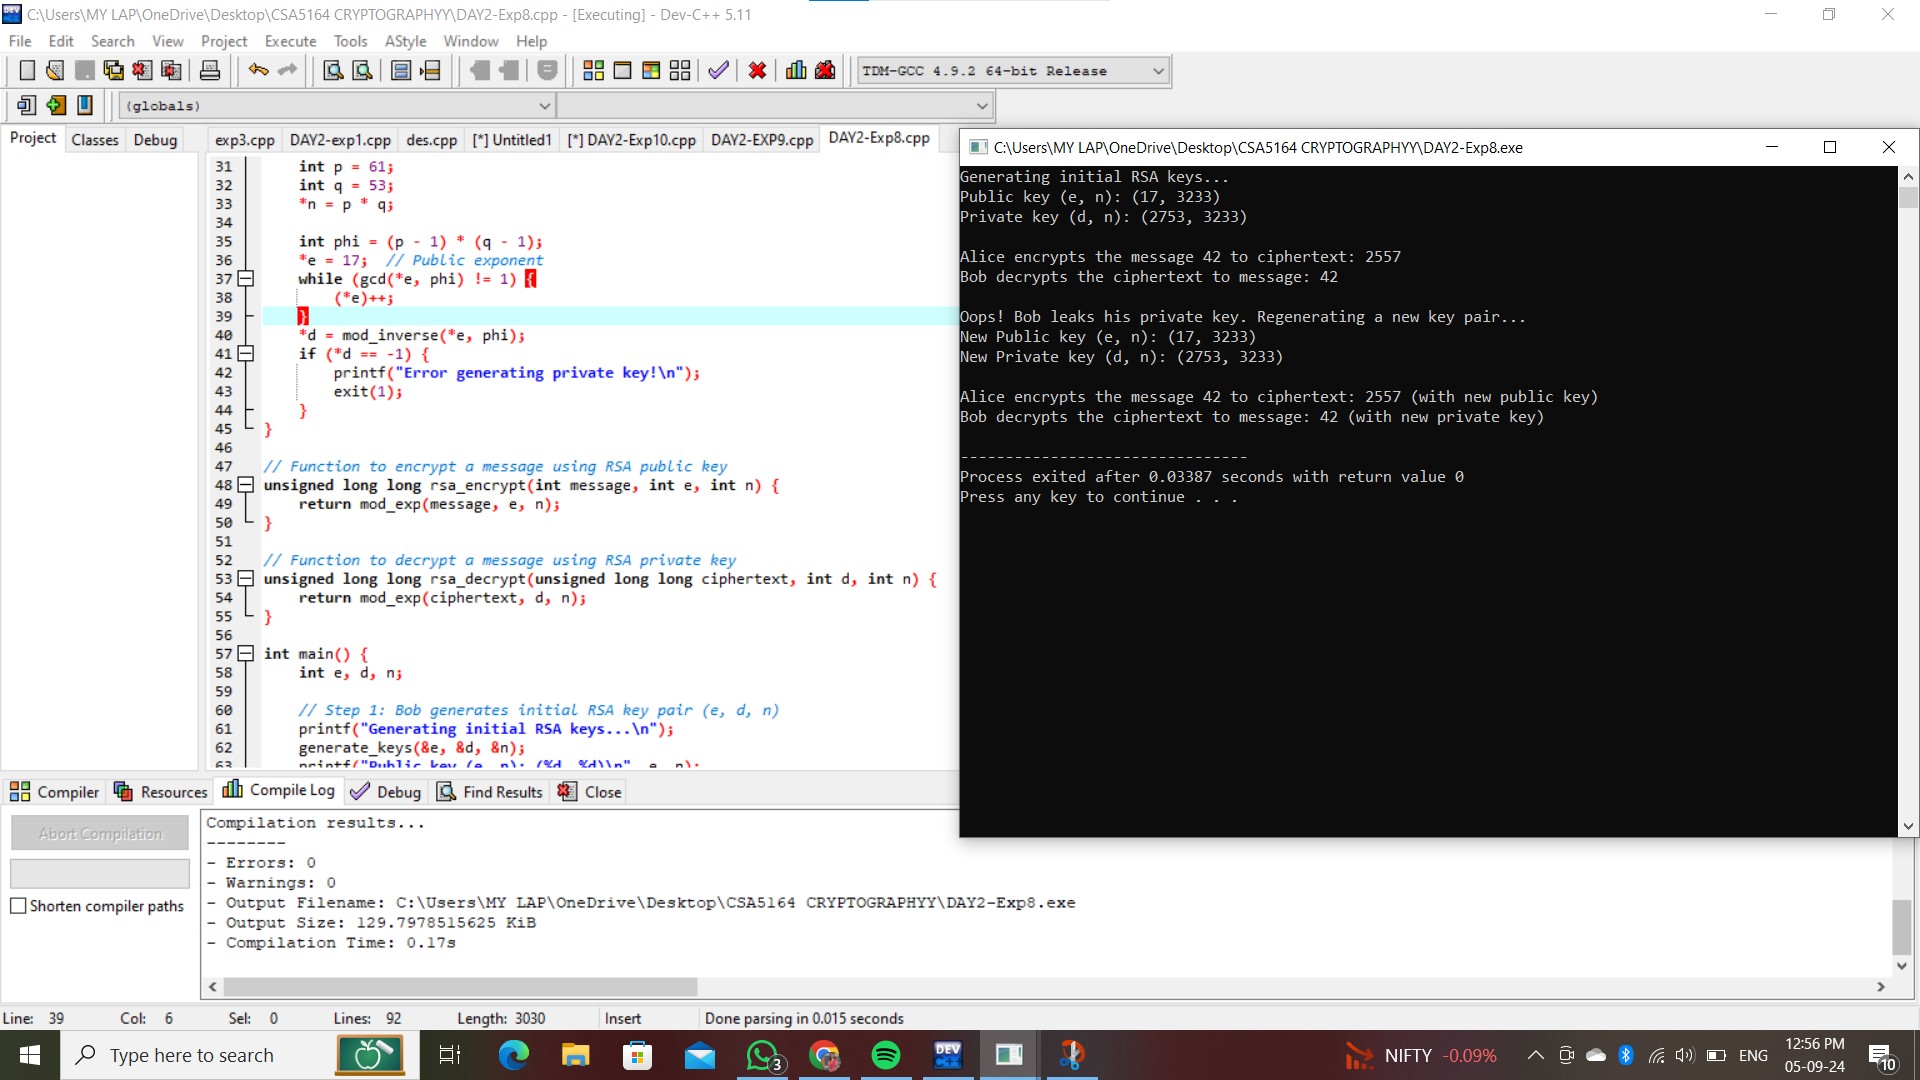 C:\Users\MY LAP\OneDrive\Desktop\CSA5164 CRYPTOGRAPHYY\DAY2-Exp8.cpp - [Executing] - Dev-C++ 5.11
File Edit Search View Project Execute Tools AStyle Window Help
TDM-GCC 4.9.2 64-bit Release
(globals)
Project Classes Debug
exp3.cpp DAY2-exp1.cpp des.cpp [*] Untitled1 [*] DAY2-Exp10.cpp DAY2-EXP9.cpp DAY2-Exp8.cpp
31 int p = 61;
32 int q = 53;
33 *n = p * q;
34
35 int phi = (p - 1) * (q - 1);
36 *e = 17; // Public exponent
37 while (gcd(*e, phi) != 1) {
38 (*e)++;
39 }
40 *d = mod_inverse(*e, phi);
41 if (*d == -1) {
42 printf("Error generating private key!\n");
43 exit(1);
44 }
45 }
46
47 // Function to encrypt a message using RSA public key
48 unsigned long long rsa_encrypt(int message, int e, int n) {
49 return mod_exp(message, e, n);
50 }
51
52 // Function to decrypt a message using RSA private key
53 unsigned long long rsa_decrypt(unsigned long long ciphertext, int d, int n) {
54 return mod_exp(ciphertext, d, n);
55 }
56
57 int main() {
58 int e, d, n;
59
60 // Step 1: Bob generates initial RSA key pair (e, d, n)
61 printf("Generating initial RSA keys...\n");
62 generate_keys(&e, &d, &n);
63 printf("Public key (e, n): (%d, %d)\n", e, n);
C:\Users\MY LAP\OneDrive\Desktop\CSA5164 CRYPTOGRAPHYY\DAY2-Exp8.exe
Generating initial RSA keys...
Public key (e, n): (17, 3233)
Private key (d, n): (2753, 3233)
Alice encrypts the message 42 to ciphertext: 2557
Bob decrypts the ciphertext to message: 42
Oops! Bob leaks his private key. Regenerating a new key pair...
New Public key (e, n): (17, 3233)
New Private key (d, n): (2753, 3233)
Alice encrypts the message 42 to ciphertext: 2557 (with new public key)
Bob decrypts the ciphertext to message: 42 (with new private key)
--------------------------------
Process exited after 0.03387 seconds with return value 0
Press any key to continue . . .
Compiler Resources Compile Log Debug Find Results Close
Abort Compilation
Shorten compiler paths
Compilation results...
--------
- Errors: 0
- Warnings: 0
- Output Filename: C:\Users\MY LAP\OneDrive\Desktop\CSA5164 CRYPTOGRAPHYY\DAY2-Exp8.exe
- Output Size: 129.7978515625 KiB
- Compilation Time: 0.17s
Line: 39 Col: 6 Sel: 0 Lines: 92 Length: 3030 Insert Done parsing in 0.015 seconds
Type here to search
DEV C++
3
NIFTY -0.09%
ENG
12:56 PM
05-09-24
10